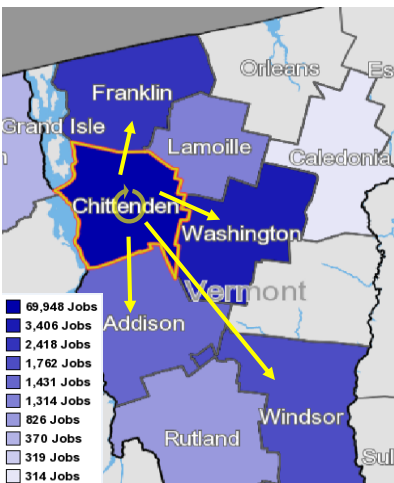 Orleans
Es
Franklin
Grand Isle
Lamoille
Caledonia
n
Chittenden
Washington
Vermont
Addison
Windsor
Rutland
Sul
69,948 Jobs
3,406 Jobs
2,418 Jobs
1,762 Jobs
1,431 Jobs
1,314 Jobs
826 Jobs
370 Jobs
319 Jobs
314 Jobs